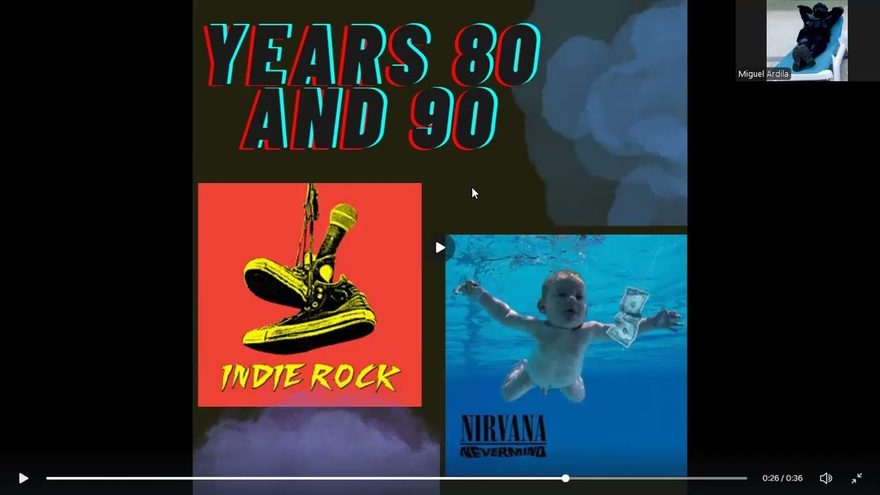 YEARS 80
AND 90
Miguel Ardila
INDIE ROCK
NIRVANA
NEVERMIND
0:26 / 0:36